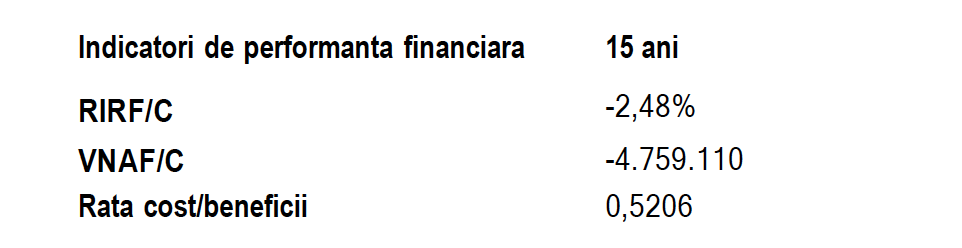 Indicatori de performanta financiara 15 ani
RIRF/C -2,48%
VNAF/C -4.759.110
Rata cost/beneficii 0,5206